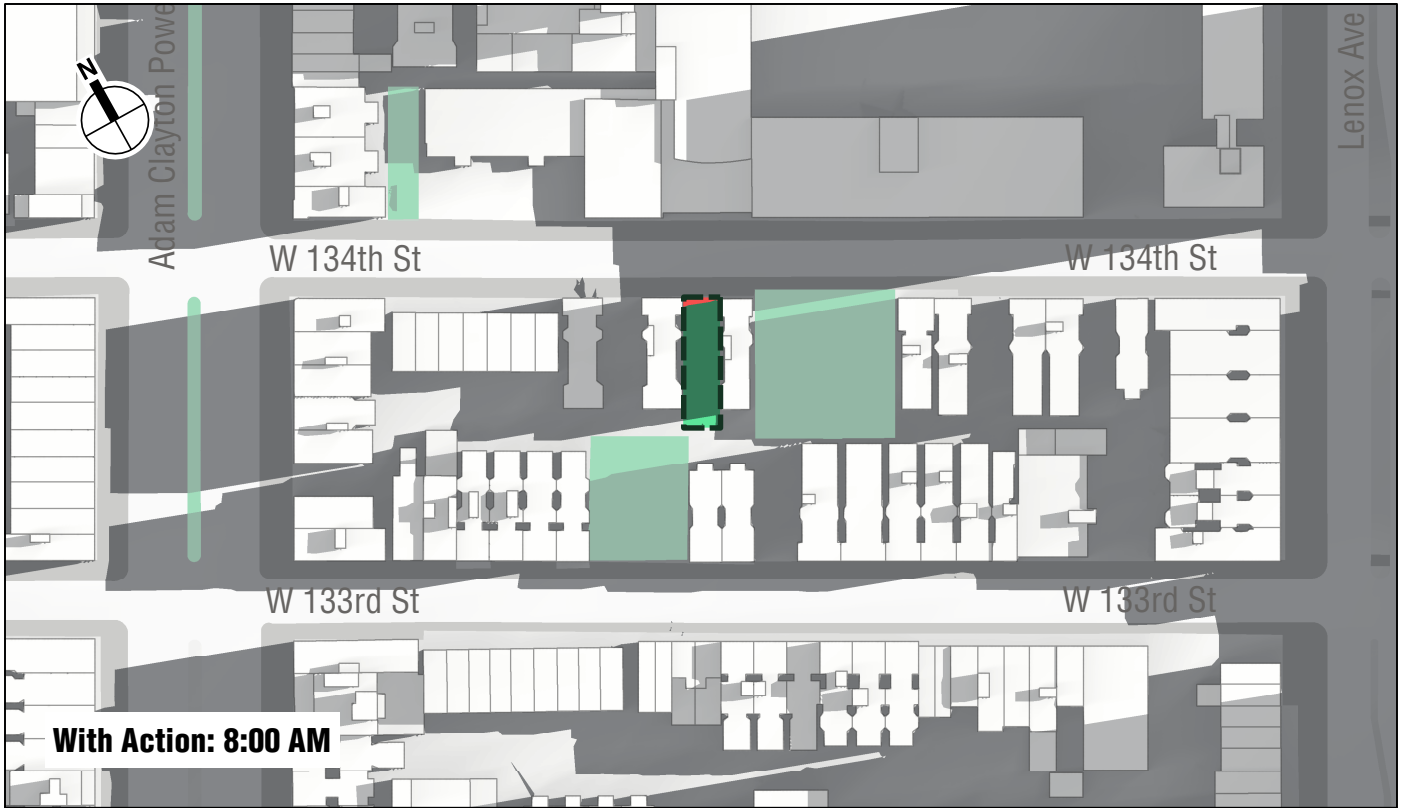 N
Adam Clayton Powe
Lenox Ave
W 134th St
W 134th St
W 133rd St
W 133rd St
With Action: 8:00 AM